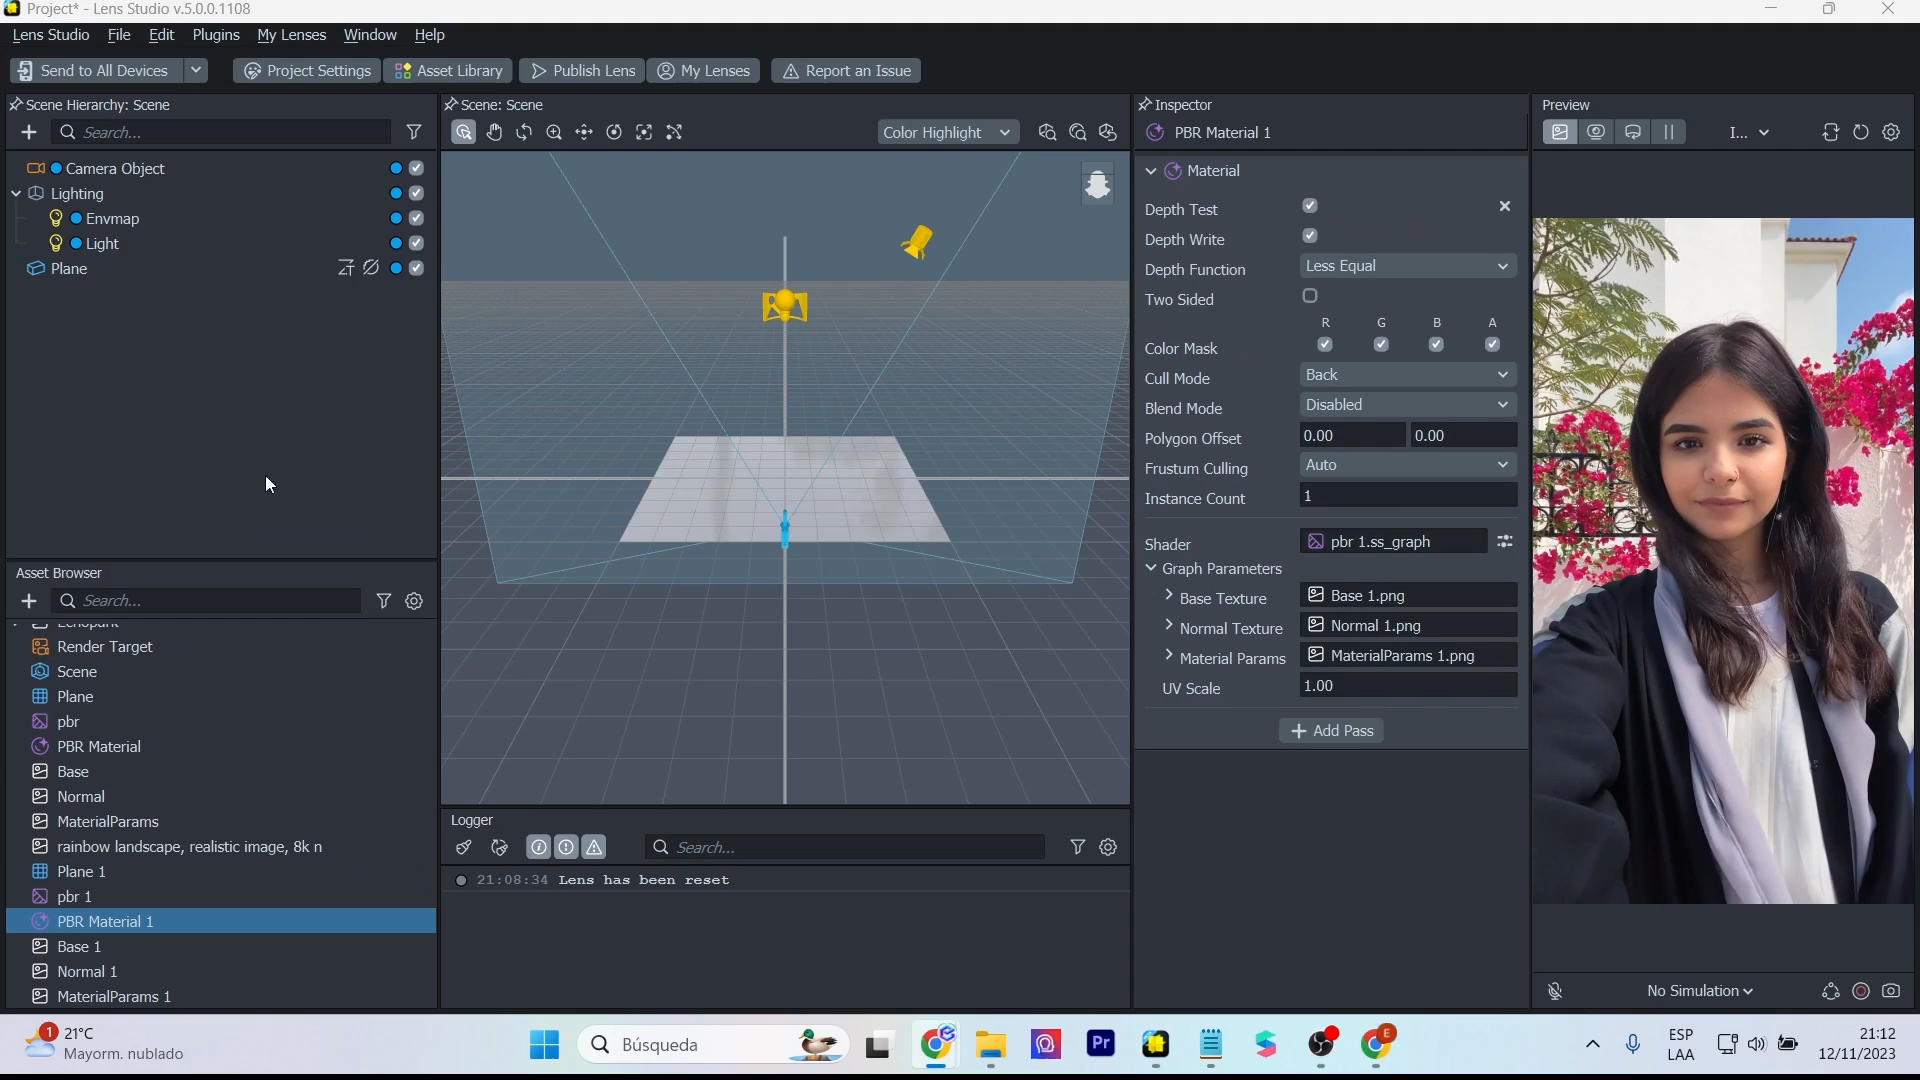 Project* - Lens Studio v.5.0.0.1108
Lens Studio File Edit Plugins My Lenses Window Help
Send to All Devices Project Settings Asset Library Publish Lens My Lenses Report an Issue
Scene Hierarchy: Scene
Search...
Camera Object
Lighting
Envmap
Light
Plane
Asset Browser
Search...
Render Target
Scene
Plane
pbr
PBR Material
Base
Normal
MaterialParams
rainbow landscape, realistic image, 8k n
Plane 1
pbr 1
PBR Material 1
Base 1
Normal 1
MaterialParams 1
Scene: Scene
Color Highlight
Logger
Search...
21:08:34 Lens has been reset
Inspector
PBR Material 1
Material
Depth Test
Depth Write
Depth Function Less Equal
Two Sided
R G B A
Color Mask
Cull Mode Back
Blend Mode Disabled
Polygon Offset 0.00 0.00
Frustum Culling Auto
Instance Count 1
Shader pbr 1.ss_graph
Graph Parameters
Base Texture Base 1.png
Normal Texture Normal 1.png
Material Params MaterialParams 1.png
UV Scale 1.00
Add Pass
Preview
I...
No Simulation
1
21°C
Mayorm. nublado
Búsqueda
Pr
E
ESP
LAA
21:12
12/11/2023